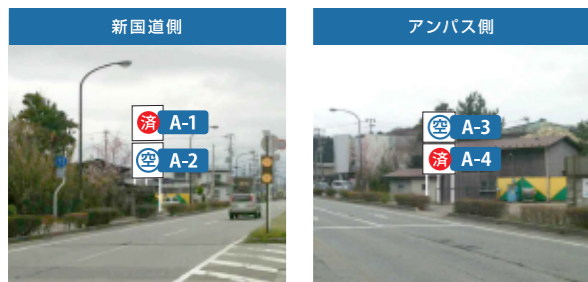 新国道側
済 A-1
空 A-2
アンパス側
空 A-3
済 A-4